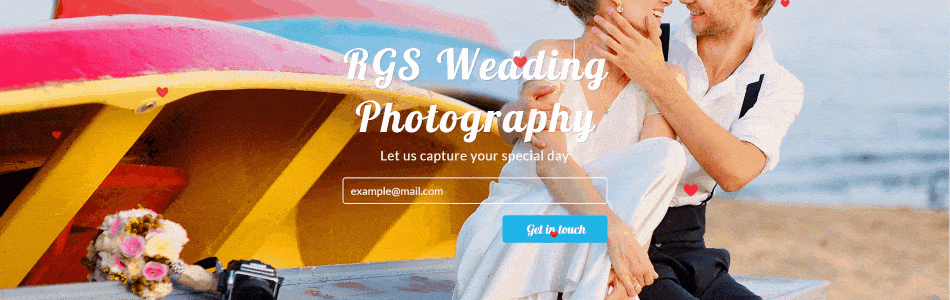 RGS Wedding
Photography
Let us capture your special day
example@mail.com
Get in touch